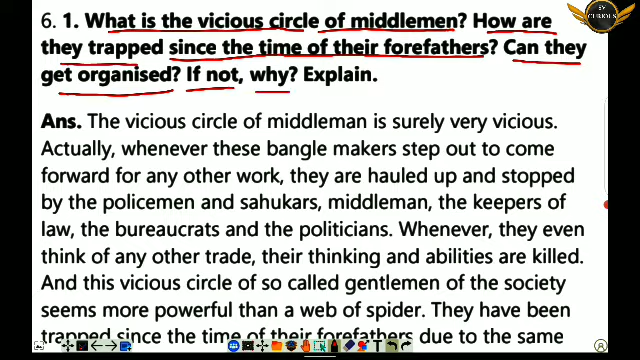 BY
CURIOUS
6. 1. What is the vicious circle of middlemen? How are
they trapped since the time of their forefathers? Can they
get organised? If not, why? Explain.
Ans. The vicious circle of middleman is surely very vicious.
Actually, whenever these bangle makers step out to come
forward for any other work, they are hauled up and stopped
by the policemen and sahukars, middleman, the keepers of
law, the bureaucrats and the politicians. Whenever, they even
think of any other trade, their thinking and abilities are killed.
And this vicious circle of so called gentlemen of the society
seems more powerful than a web of spider. They have been
trapped since the time of their forefathers due to the same